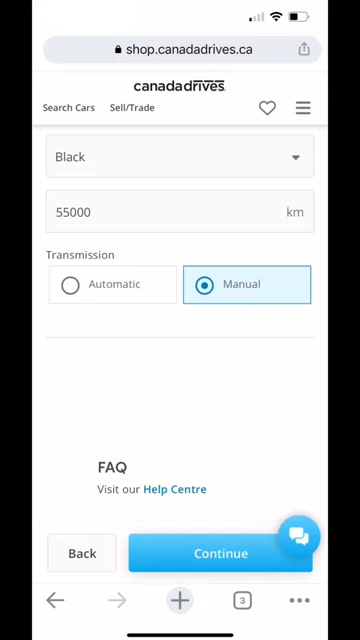 shop.canadadrives.ca
canadadrives
Search Cars Sell/Trade
Black
55000 km
Transmission
Automatic Manual
FAQ
Visit our Help Centre
Back Continue
3